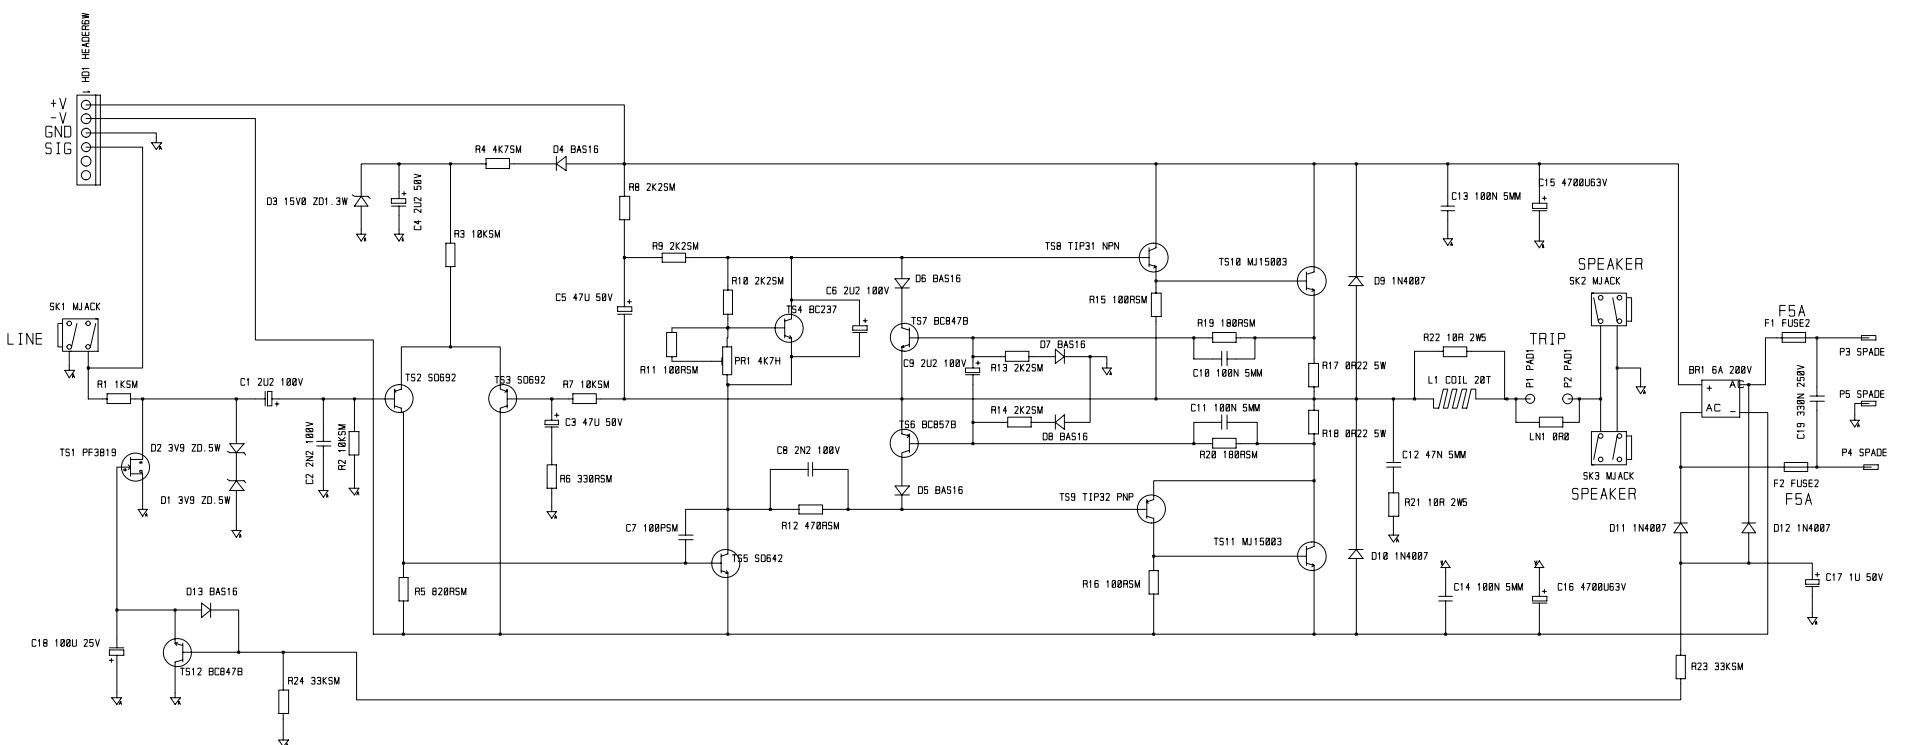 HD1 HEADER6W
1
+V
-V
GND
SIG
R4 4K7SM
D4 BAS16
D3 15V0 ZD1.3W
C4 2U2 50V
R8 2K2SM
C13 100N 5MM
C15 4700U63V
R3 10KSM
R9 2K2SM
TS8 TIP31 NPN
TS10 MJ15003
SPEAKER
SK2 MJACK
R10 2K2SM
C6 2U2 100V
D6 BAS16
D9 1N4007
SK1 MJACK
LINE
C5 47U 50V
TS4 BC237
R15 100RSM
TS7 BC847B
R19 180RSM
F5A
F1 FUSE2
P3 SPADE
R11 100RSM
PR1 4K7H
C9 2U2 100V
D7 BAS16
R13 2K2SM
C10 100N 5MM
R22 10R 2W5
TRIP
P1 PAD1
P2 PAD1
R17 0R22 5W
L1 COIL 20T
BR1 6A 200V
+
AC
AC
-
C19 330N 250V
P5 SPADE
R1 1KSM
C1 2U2 100V
TS2 SO692
TS3 SO692
R7 10KSM
C3 47U 50V
R14 2K2SM
D8 BAS16
C11 100N 5MM
R20 180RSM
R18 0R22 5W
LN1 0R0
TS6 BC857B
TS1 PF3819
D2 3V9 ZD.5W
D1 3V9 ZD.5W
C2 2N2 100V
R2 10KSM
R6 330RSM
C8 2N2 100V
R12 470RSM
D5 BAS16
TS9 TIP32 PNP
C12 47N 5MM
R21 10R 2W5
SK3 MJACK
SPEAKER
P4 SPADE
F2 FUSE2
F5A
C7 100PSM
TS5 SO642
TS11 MJ15003
D11 1N4007
D12 1N4007
D10 1N4007
R5 820RSM
R16 100RSM
C14 100N 5MM
C16 4700U63V
C17 1U 50V
D13 BAS16
C18 100U 25V
TS12 BC847B
R24 33KSM
R23 33KSM